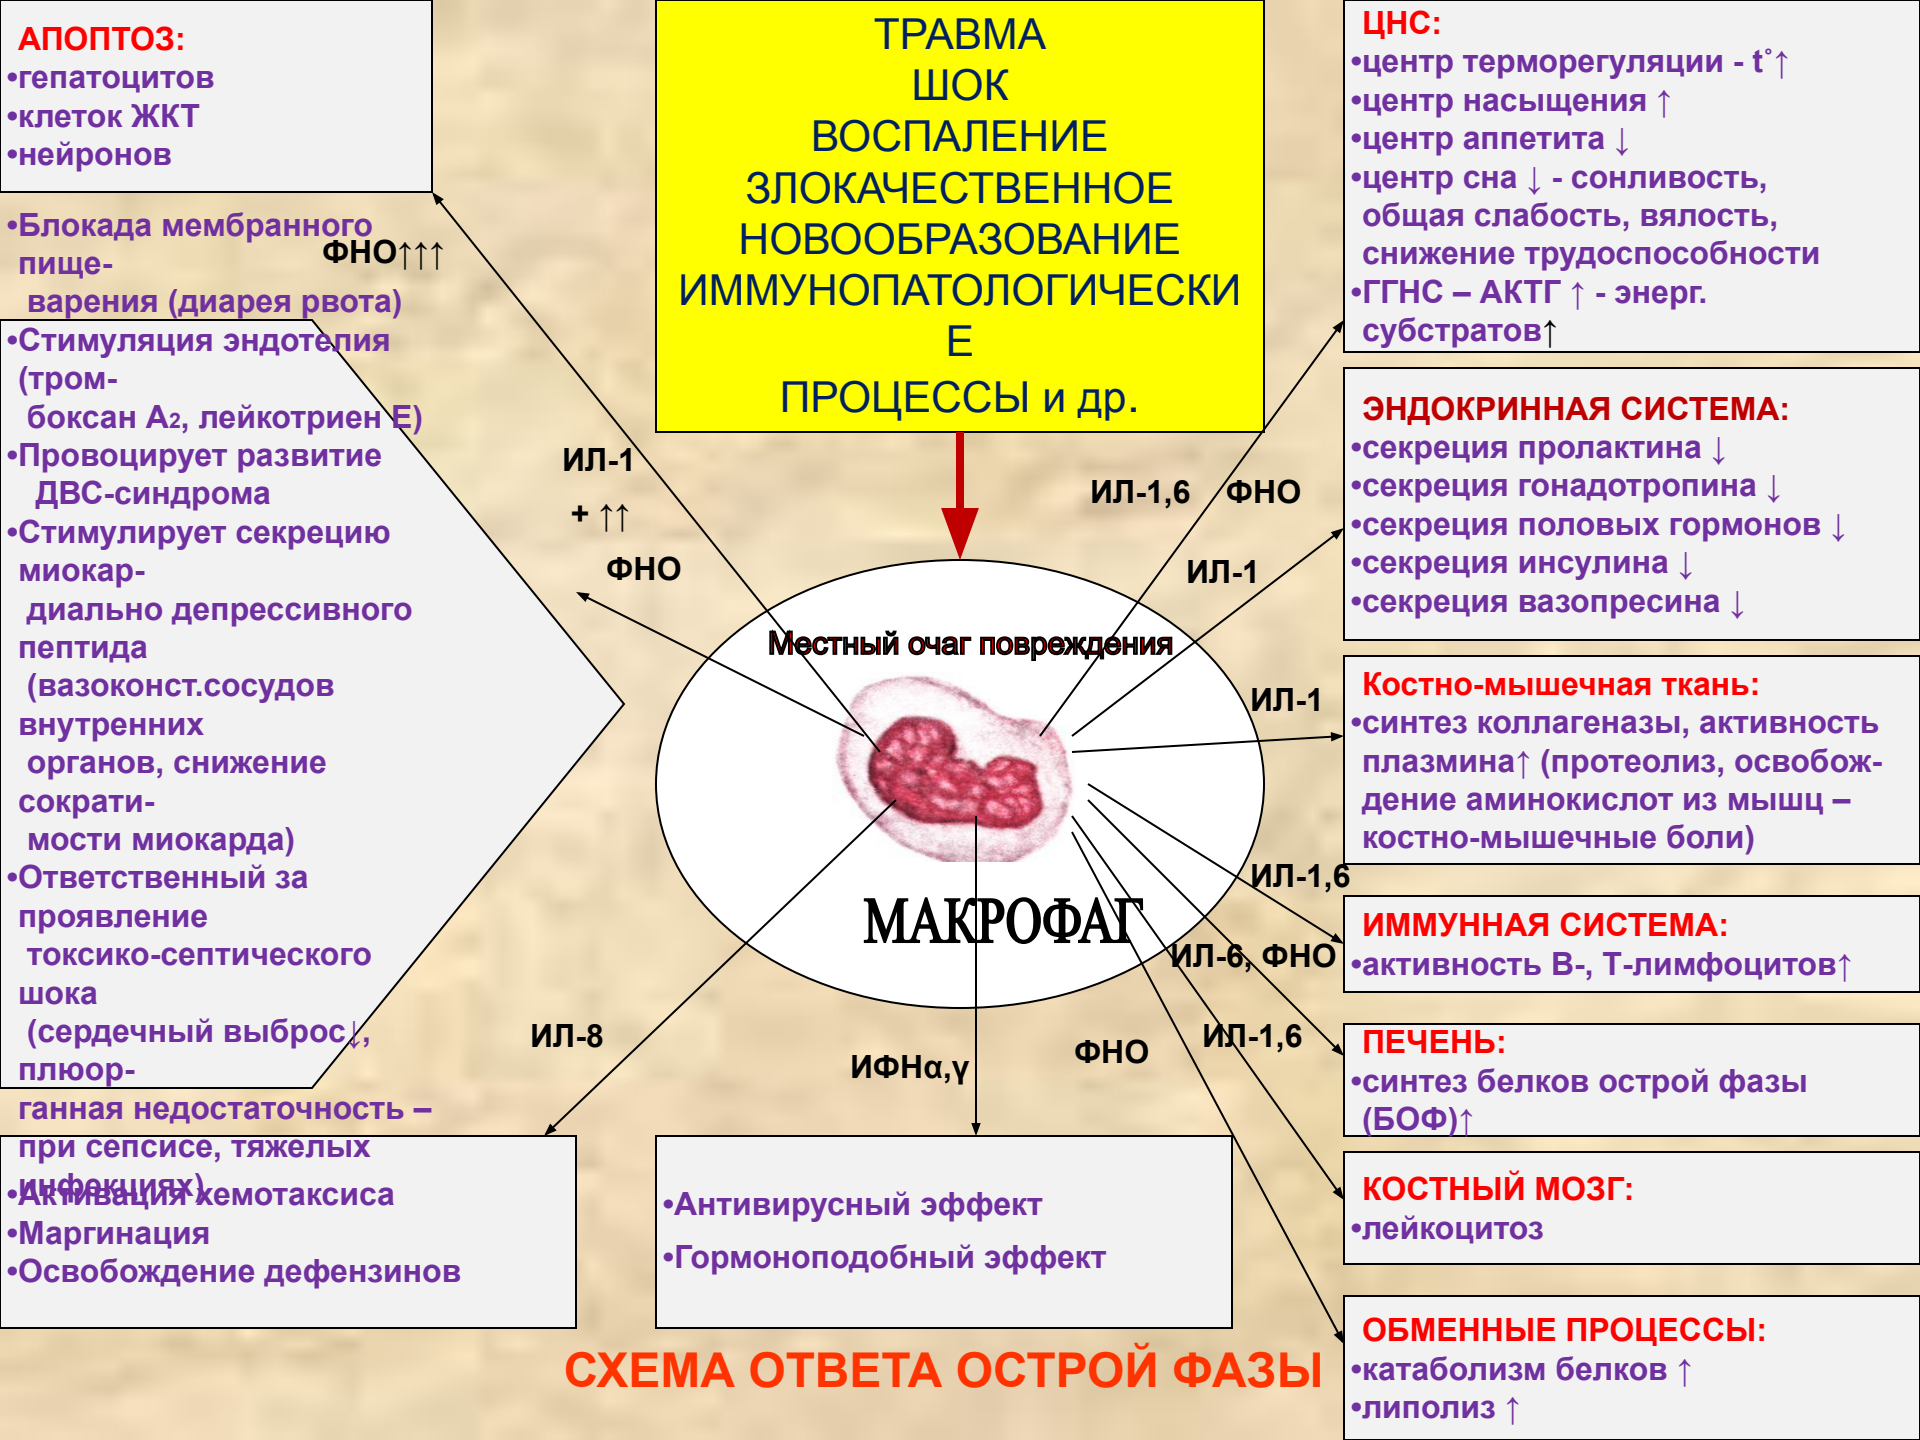 АПОПТОЗ:
•гепатоцитов
•клеток ЖКТ
•нейронов
•Блокада мембранного
пище-
варения (диарея рвота)
•Стимуляция эндотелия
(тром-
боксан А2, лейкотриен Е)
•Провоцирует развитие
ДВС-синдрома
•Стимулирует секрецию
миокар-
диально депрессивного
пептида
(вазоконст.сосудов
внутренних
органов, снижение
сократи-
мости миокарда)
•Ответственный за
проявление
токсико-септического
шока
(сердечный выброс↓,
плюор-
ганная недостаточность –
при сепсисе, тяжелых
инфекциях)
•Активация хемотаксиса
•Маргинация
•Освобождение дефензинов
ФНО↑↑↑
ИЛ-1
+ ↑↑
ФНО
ИЛ-8
ТРАВМА
ШОК
ВОСПАЛЕНИЕ
ЗЛОКАЧЕСТВЕННОЕ
НОВООБРАЗОВАНИЕ
ИММУНОПАТОЛОГИЧЕСКИ
Е
ПРОЦЕССЫ и др.
Местный очаг повреждения
МАКРОФАГ
ИФНα,γ
•Антивирусный эффект
•Гормоноподобный эффект
СХЕМА ОТВЕТА ОСТРОЙ ФАЗЫ
ИЛ-1,6 ФНО
ИЛ-1
ИЛ-1
ИЛ-1,6
ИЛ-6, ФНО
ИЛ-1,6
ФНО
ЦНС:
•центр терморегуляции - t˚↑
•центр насыщения ↑
•центр аппетита ↓
•центр сна ↓ - сонливость,
общая слабость, вялость,
снижение трудоспособности
•ГГНС – АКТГ ↑ - энерг.
субстратов↑
ЭНДОКРИННАЯ СИСТЕМА:
•секреция пролактина ↓
•секреция гонадотропина ↓
•секреция половых гормонов ↓
•секреция инсулина ↓
•секреция вазопресина ↓
Костно-мышечная ткань:
•синтез коллагеназы, активность
плазмина↑ (протеолиз, освобож-
дение аминокислот из мышц –
костно-мышечные боли)
ИММУННАЯ СИСТЕМА:
•активность В-, Т-лимфоцитов↑
ПЕЧЕНЬ:
•синтез белков острой фазы
(БОФ)↑
КОСТНЫЙ МОЗГ:
•лейкоцитоз
ОБМЕННЫЕ ПРОЦЕССЫ:
•катаболизм белков ↑
•липолиз ↑